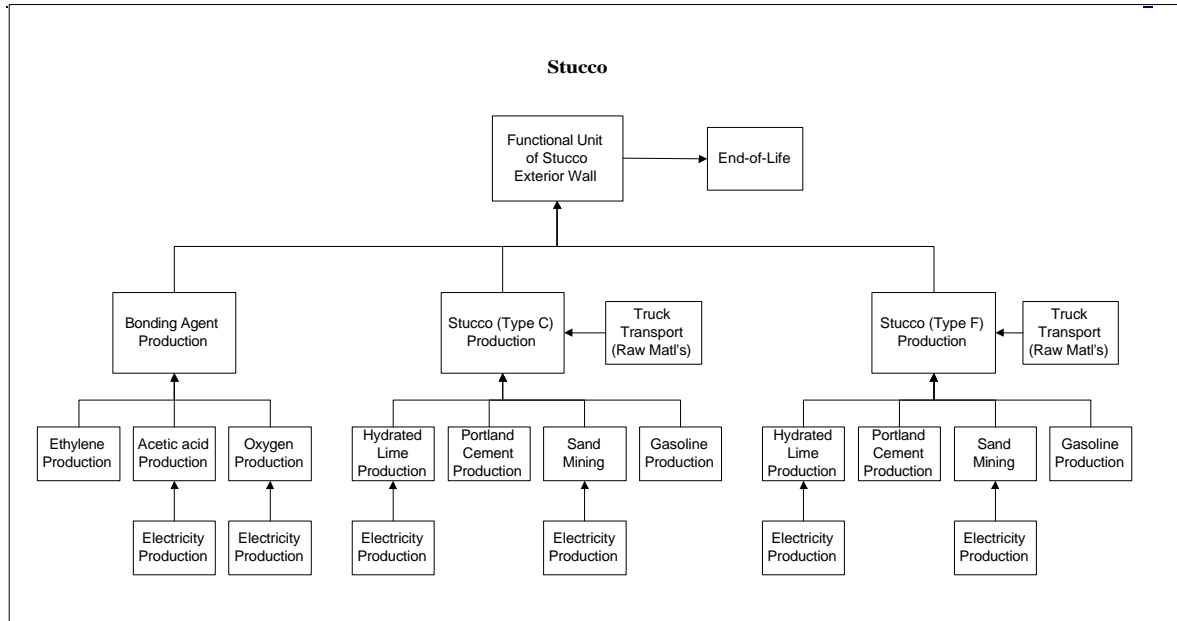 Stucco
Functional Unit
of Stucco
Exterior Wall
End-of-Life
Bonding Agent
Production
Stucco (Type C)
Production
Truck
Transport
(Raw Matl's)
Stucco (Type F)
Production
Truck
Transport
(Raw Matl's)
Ethylene
Production
Acetic acid
Production
Oxygen
Production
Hydrated
Lime
Production
Portland
Cement
Production
Sand
Mining
Gasoline
Production
Hydrated
Lime
Production
Portland
Cement
Production
Sand
Mining
Gasoline
Production
Electricity
Production
Electricity
Production
Electricity
Production
Electricity
Production
Electricity
Production
Electricity
Production